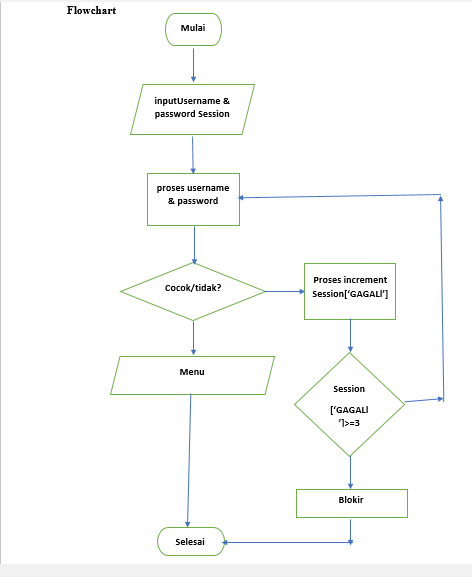 Flowchart
Mulai
inputUsername &
password Session
proses username
& password
Cocok/tidak?
Proses increment
Session['GAGALI']
Menu
Session
['GAGALI
']>=3
Blokir
Selesai